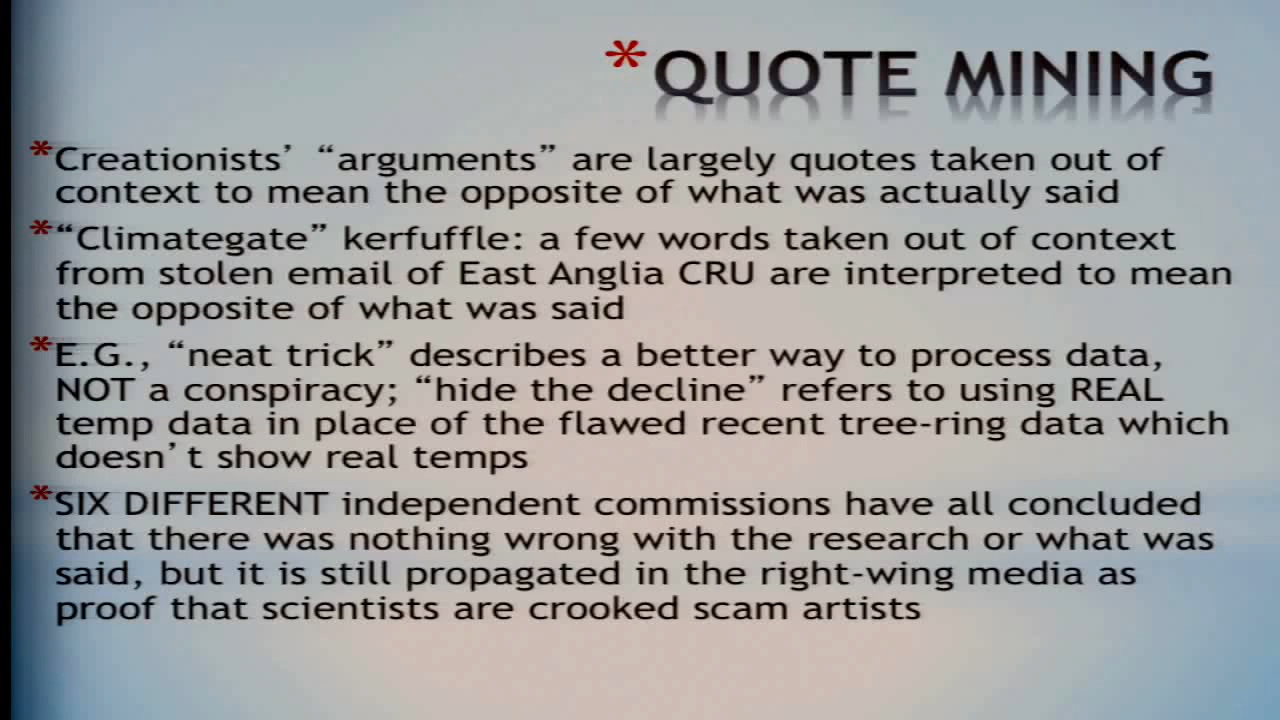 *QUOTE MINING
*Creationists’ “arguments” are largely quotes taken out of
context to mean the opposite of what was actually said
*“Climategate” kerfuffle: a few words taken out of context
from stolen email of East Anglia CRU are interpreted to mean
the opposite of what was said
*E.G., “neat trick” describes a better way to process data,
NOT a conspiracy; “hide the decline” refers to using REAL
temp data in place of the flawed recent tree-ring data which
doesn’t show real temps
*SIX DIFFERENT independent commissions have all concluded
that there was nothing wrong with the research or what was
said, but it is still propagated in the right-wing media as
proof that scientists are crooked scam artists